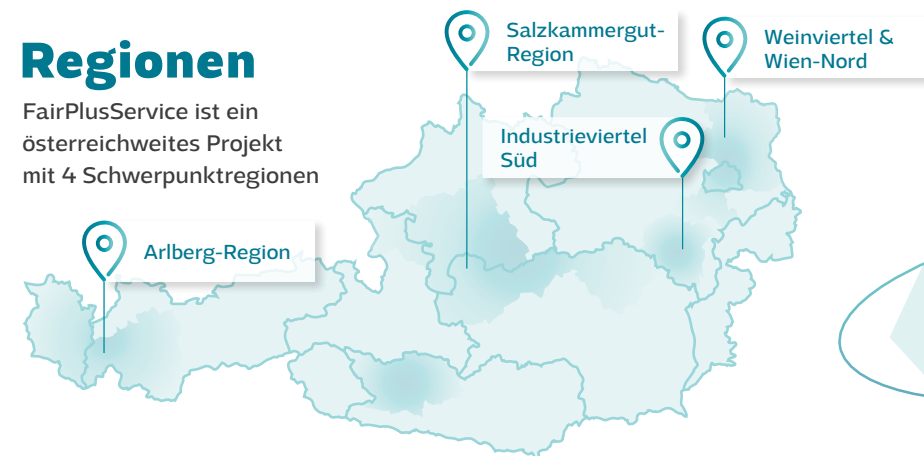 Regionen
FairPlusService ist ein
österreichweites Projekt
mit 4 Schwerpunktregionen
Salzkammergut-
Region
Weinviertel &
Wien-Nord
Industrieviertel
Süd
Arlberg-Region